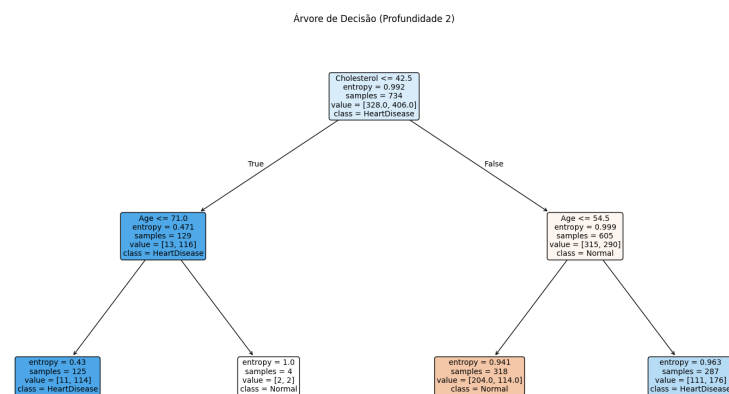 Árvore de Decisão (Profundidade 2)
Cholesterol <= 42.5
entropy = 0.992
samples = 734
value = [328.0, 406.0]
class = HeartDisease
True
False
Age <= 71.0
entropy = 0.471
samples = 129
value = [13, 116]
class = HeartDisease
Age <= 54.5
entropy = 0.999
samples = 605
value = [315, 290]
class = Normal
entropy = 0.43
samples = 125
value = [11, 114]
class = HeartDisease
entropy = 1.0
samples = 4
value = [2, 2]
class = Normal
entropy = 0.941
samples = 318
value = [204.0, 114.0]
class = Normal
entropy = 0.963
samples = 287
value = [111, 176]
class = HeartDisease